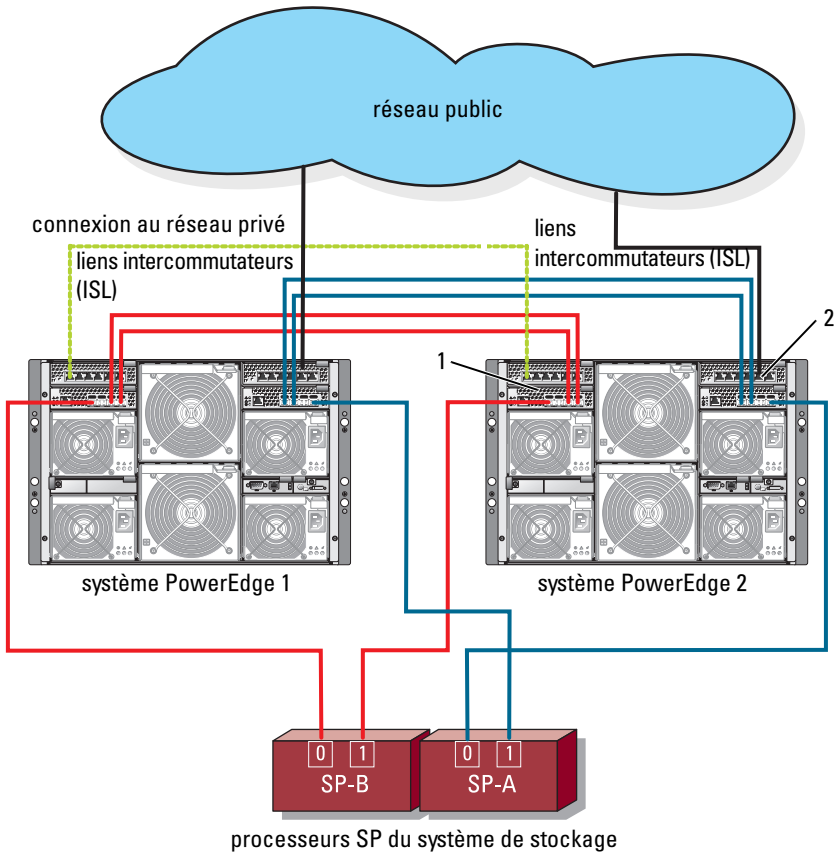 réseau public
connexion au réseau privé
liens intercommutateurs
(ISL)
liens
intercommutateurs (ISL)
1
2
système PowerEdge 1
système PowerEdge 2
0 1
SP-B
0 1
SP-A
processeurs SP du système de stockage